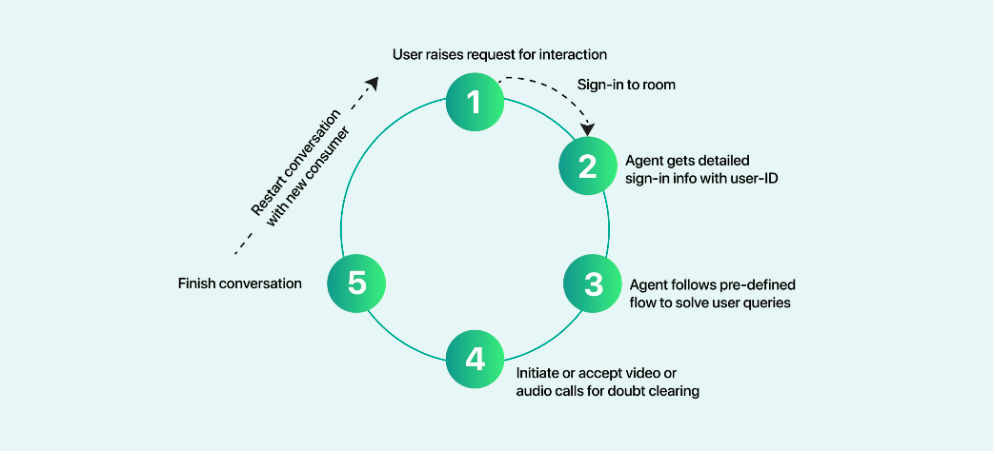 User raises request for interaction
1
Sign-in to room
2
Agent gets detailed
sign-in info with user-ID
3
Agent follows pre-defined
flow to solve user queries
4
Initiate or accept video or
audio calls for doubt clearing
5
Finish conversation
Restart conversation
with new consumer